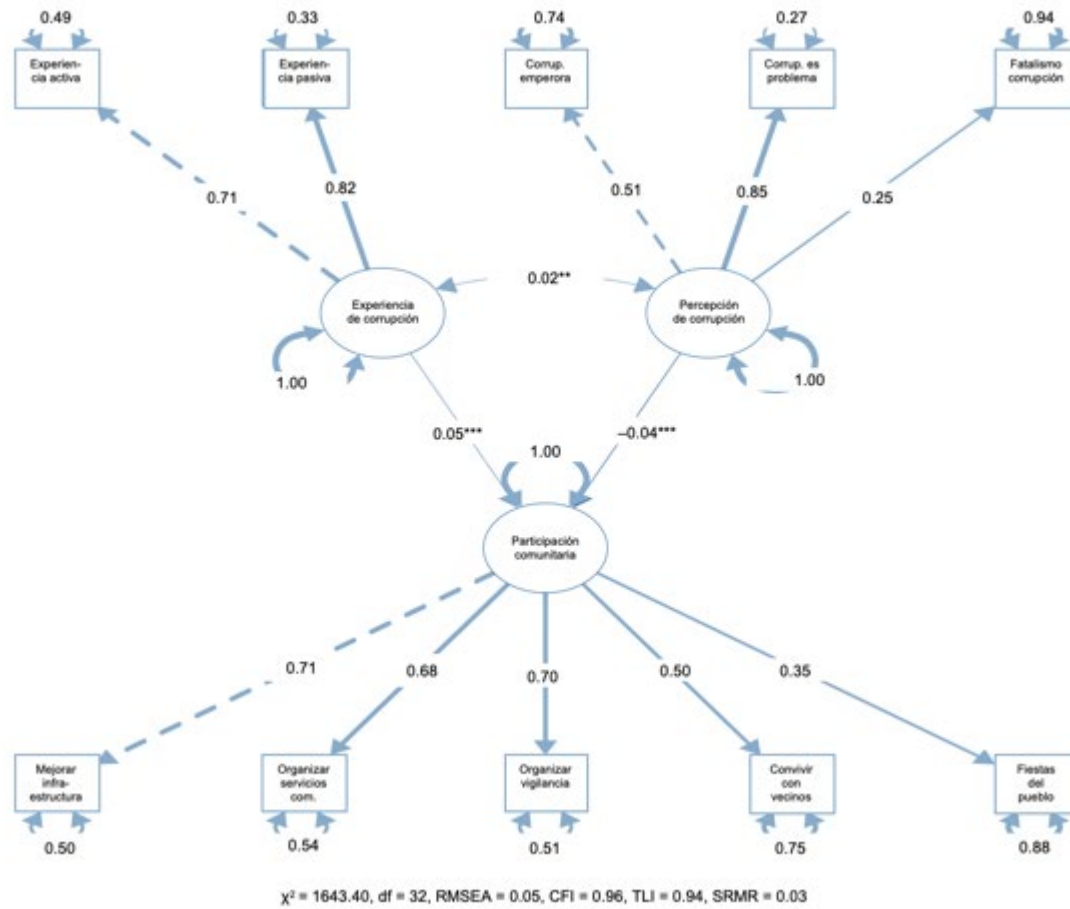 0.49
0.33
0.74
0.27
0.94
Experien-
cia activa
Experien-
cia pasiva
Corrup.
emperora
Corrup. es
problema
Fatalismo
corrupción
0.71
0.82
0.51
0.85
0.25
0.02**
Experiencia
de corrupción
Percepción
de corrupción
1.00
1.00
0.05***
–0.04***
1.00
Participación
comunitaria
0.71
0.68
0.70
0.50
0.35
Mejorar
infra-
estructura
Organizar
servicios
com.
Organizar
vigilancia
Convivir
con
vecinos
Fiestas
del
pueblo
0.50
0.54
0.51
0.75
0.88
χ² = 1643.40, df = 32, RMSEA = 0.05, CFI = 0.96, TLI = 0.94, SRMR = 0.03